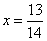 x = 13/14